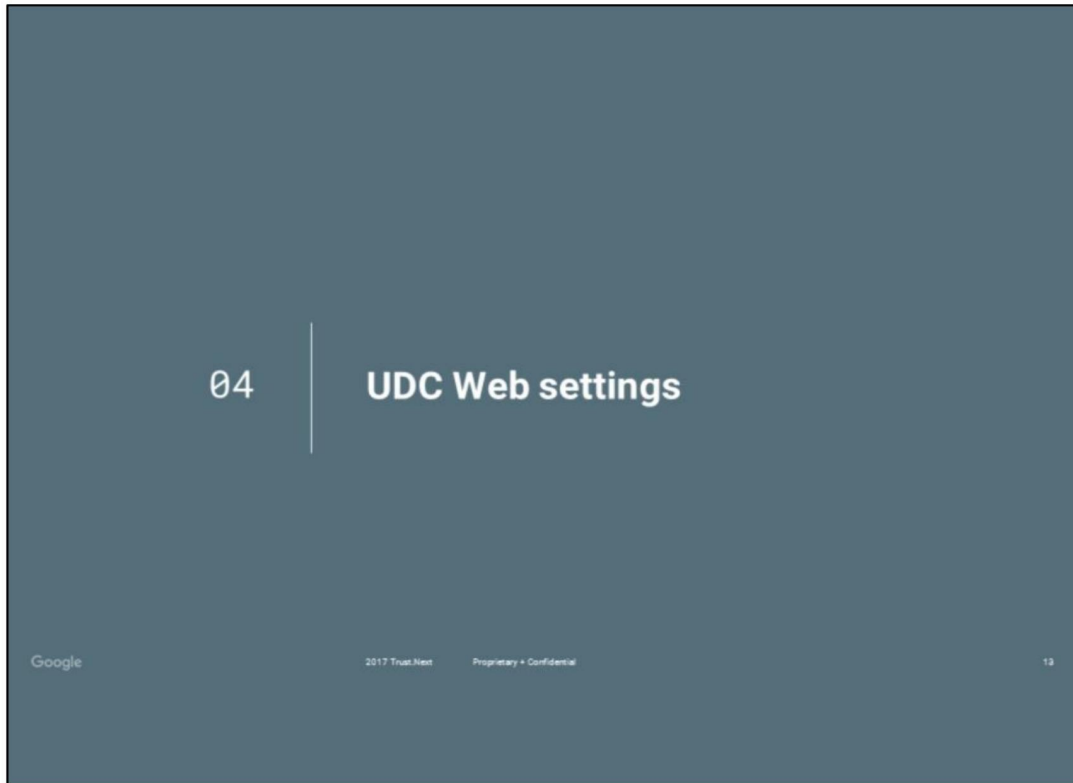 04
UDC Web settings
Google
2017 Trust.Next
Proprietary + Confidential
13